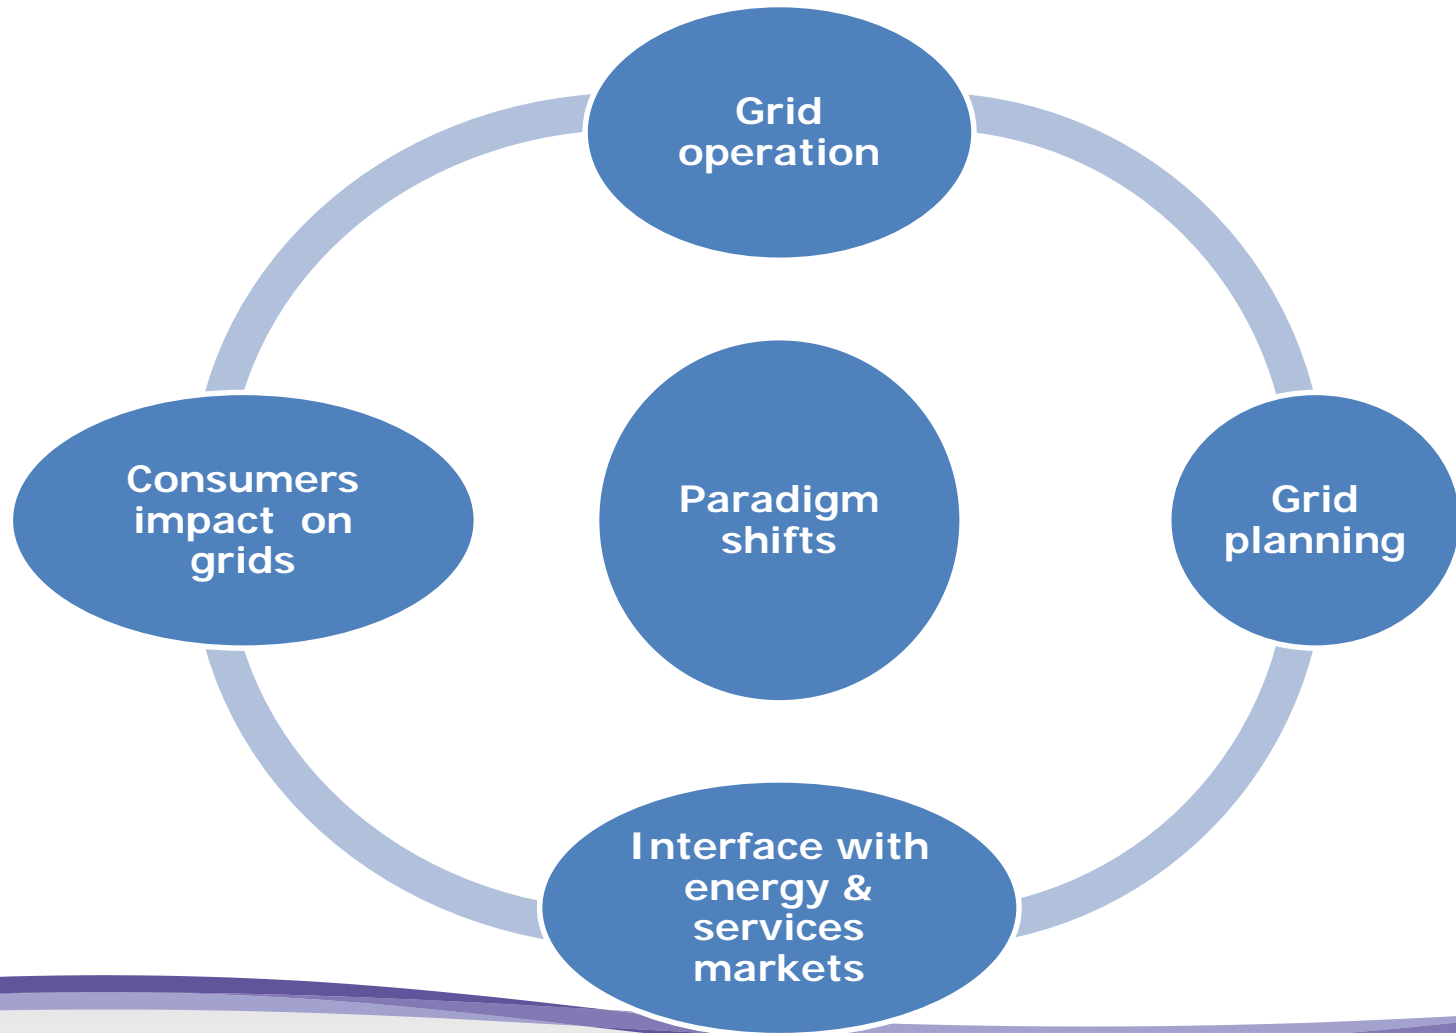 Grid
operation
Consumers
impact on
grids
Paradigm
shifts
Grid
planning
Interface with
energy &
services
markets